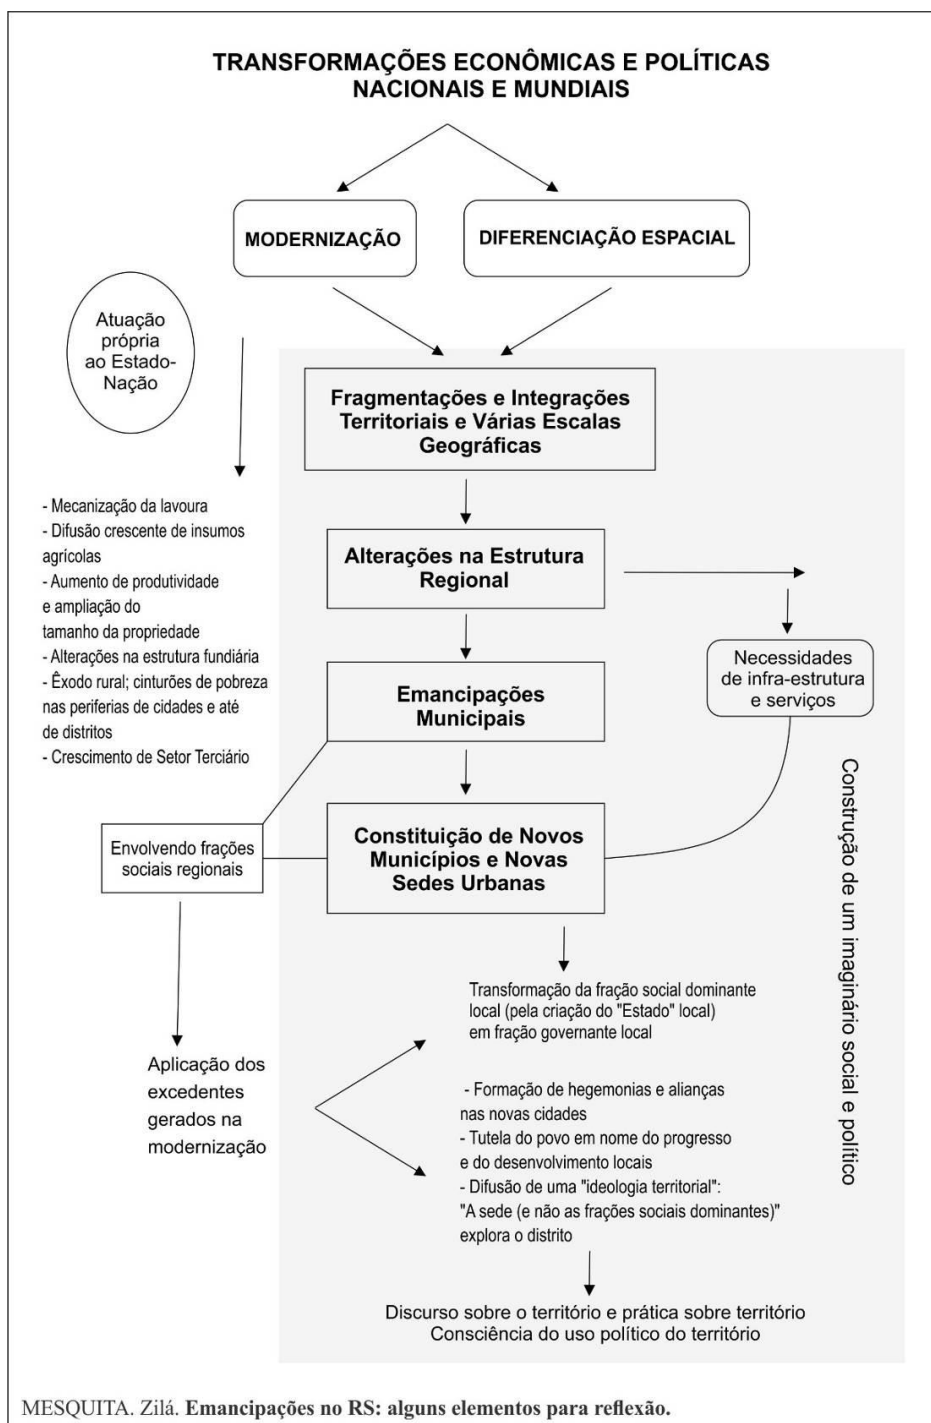 TRANSFORMAÇÕES ECONÔMICAS E POLÍTICAS
NACIONAIS E MUNDIAIS
MODERNIZAÇÃO
DIFERENCIAÇÃO ESPACIAL
Atuação
própria
ao Estado-
Nação
Fragmentações e Integrações
Territoriais e Várias Escalas
Geográficas
- Mecanização da lavoura
- Difusão crescente de insumos
agrícolas
- Aumento de produtividade
e ampliação do
tamanho da propriedade
- Alterações na estrutura fundiária
- Êxodo rural; cinturões de pobreza
nas periferias de cidades e até
de distritos
- Crescimento de Setor Terciário
Alterações na Estrutura
Regional
Necessidades
de infra-estrutura
e serviços
Emancipações
Municipais
Constituição de Novos
Municípios e Novas
Sedes Urbanas
Envolvendo frações
sociais regionais
Construção de um imaginário social e político
Transformação da fração social dominante
local (pela criação do "Estado" local)
em fração governante local
Aplicação dos
excedentes
gerados na
modernização
- Formação de hegemonias e alianças
nas novas cidades
- Tutela do povo em nome do progresso
e do desenvolvimento locais
- Difusão de uma "ideologia territorial":
"A sede (e não as frações sociais dominantes)"
explora o distrito
Discurso sobre o território e prática sobre território
Consciência do uso político do território
MESQUITA. Zilá. Emancipações no RS: alguns elementos para reflexão.